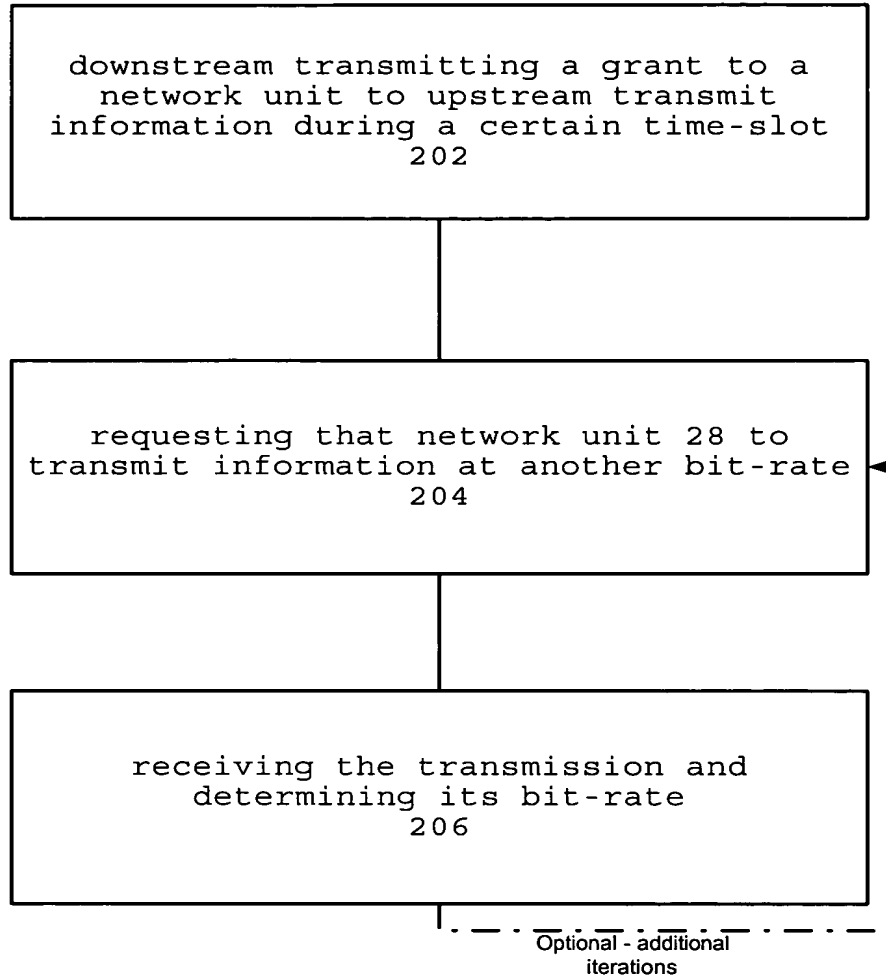 downstream transmitting a grant to a
network unit to upstream transmit
information during a certain time-slot
202
requesting that network unit 28 to
transmit information at another bit-rate
204
receiving the transmission and
determining its bit-rate
206
Optional - additional
iterations